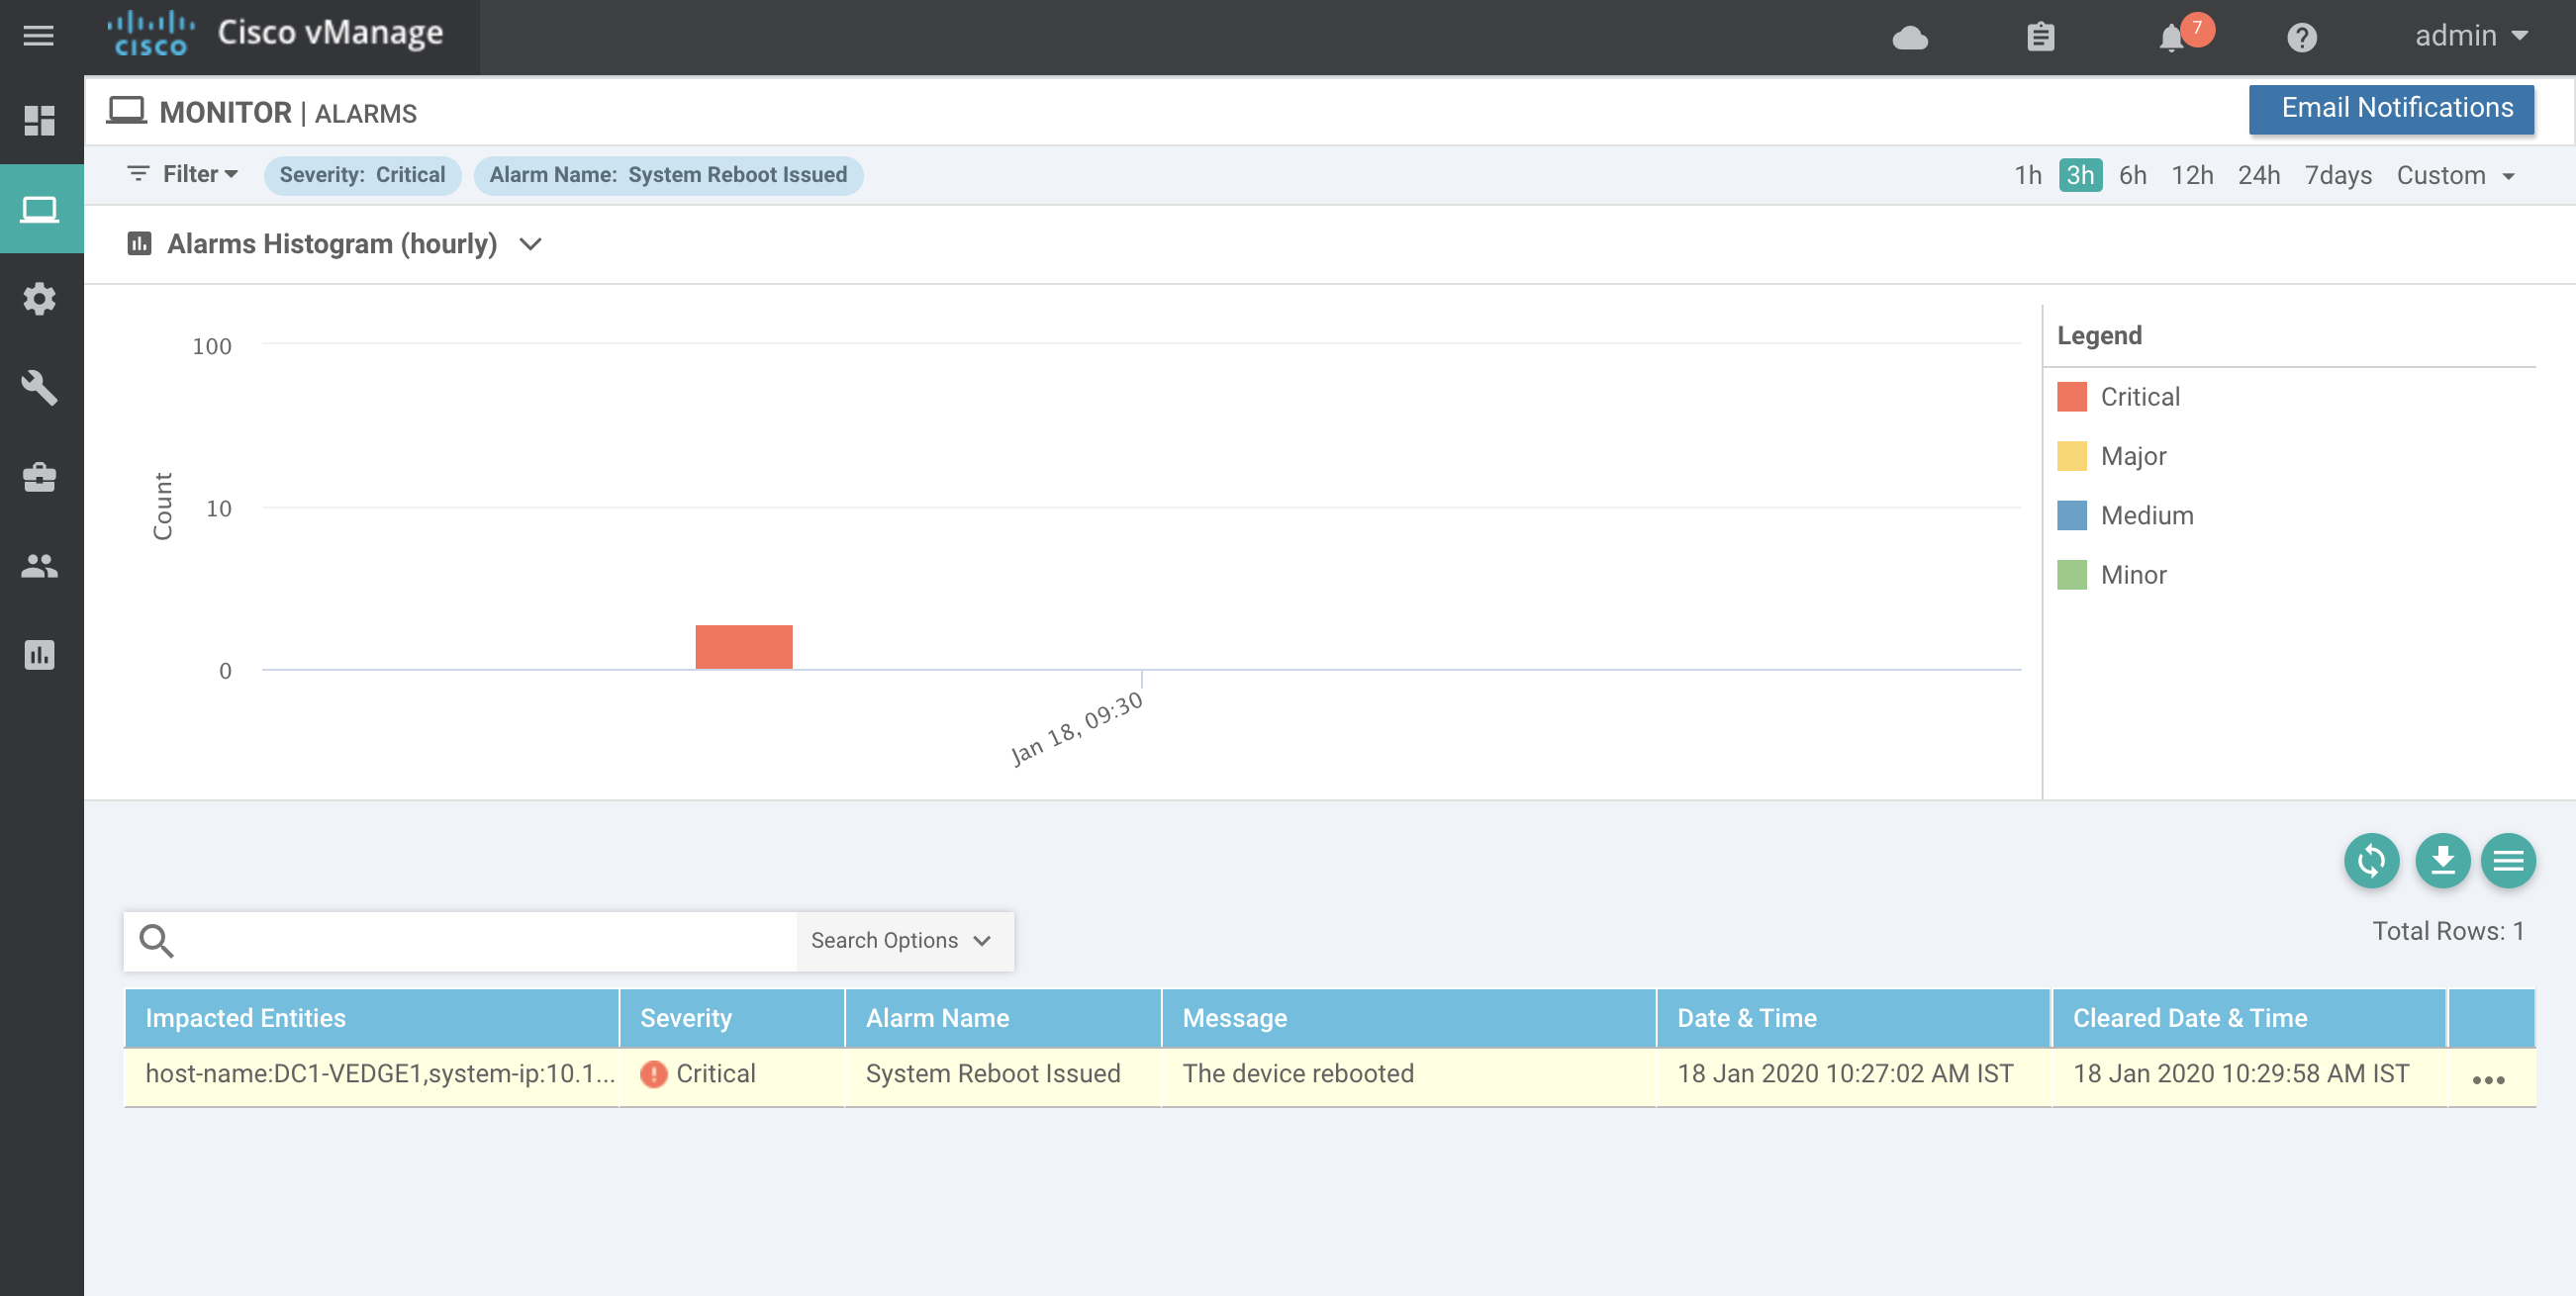 CISCO Cisco vManage 7 admin
MONITOR | ALARMS Email Notifications
Filter Severity: Critical Alarm Name: System Reboot Issued 1h 3h 6h 12h 24h 7days Custom
Alarms Histogram (hourly)
Count
100
10
0
Jan 18, 09:30
Legend
Critical
Major
Medium
Minor
Search Options
Total Rows: 1
Impacted Entities Severity Alarm Name Message Date & Time Cleared Date & Time
host-name:DC1-VEDGE1,system-ip:10.1... Critical System Reboot Issued The device rebooted 18 Jan 2020 10:27:02 AM IST 18 Jan 2020 10:29:58 AM IST